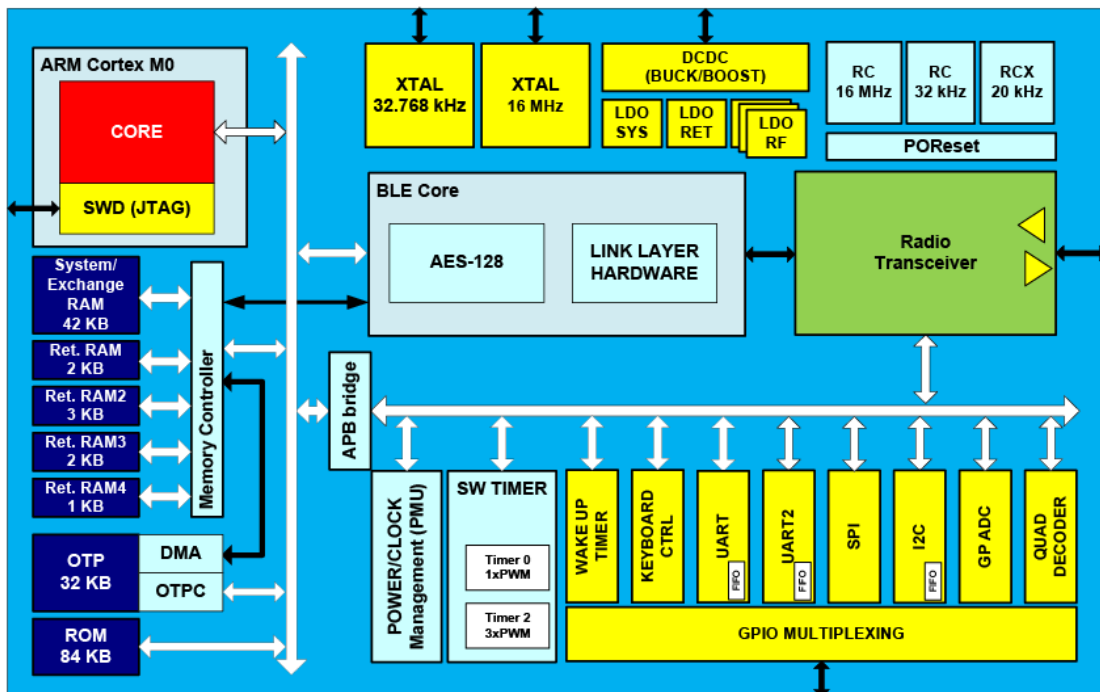 ARM Cortex M0
CORE
SWD (JTAG)
XTAL
32.768 kHz
XTAL
16 MHz
DCDC
(BUCK/BOOST)
LDO
SYS
LDO
RET
LDO
RF
RC
16 MHz
RC
32 kHz
RCX
20 kHz
POReset
BLE Core
AES-128
LINK LAYER
HARDWARE
Radio
Transceiver
System/
Exchange
RAM
42 KB
Ret. RAM
2 KB
Ret. RAM2
3 KB
Ret. RAM3
2 KB
Ret. RAM4
1 KB
Memory Controller
OTP
32 KB
DMA
OTPC
ROM
84 KB
APB bridge
POWER/CLOCK
Management (PMU)
SW TIMER
Timer 0
1xPWM
Timer 2
3xPWM
WAKE UP
TIMER
KEYBOARD
CTRL
UART
FIFO
UART2
FFO
SPI
I2C
FIFO
GP ADC
QUAD
DECODER
GPIO MULTIPLEXING